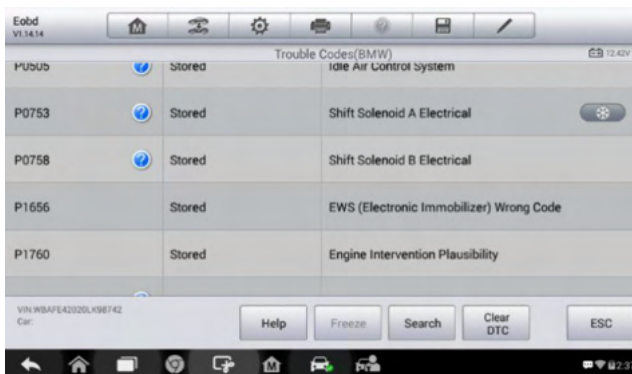 Eobd
V1.14.14
Trouble Codes(BMW) 12.42V
P0505 Stored Idle Air Control System
P0753 Stored Shift Solenoid A Electrical
P0758 Stored Shift Solenoid B Electrical
P1656 Stored EWS (Electronic Immobilizer) Wrong Code
P1760 Stored Engine Intervention Plausibility
VIN:WBAFE42020LK98742
Car:
Help Freeze Search Clear DTC ESC